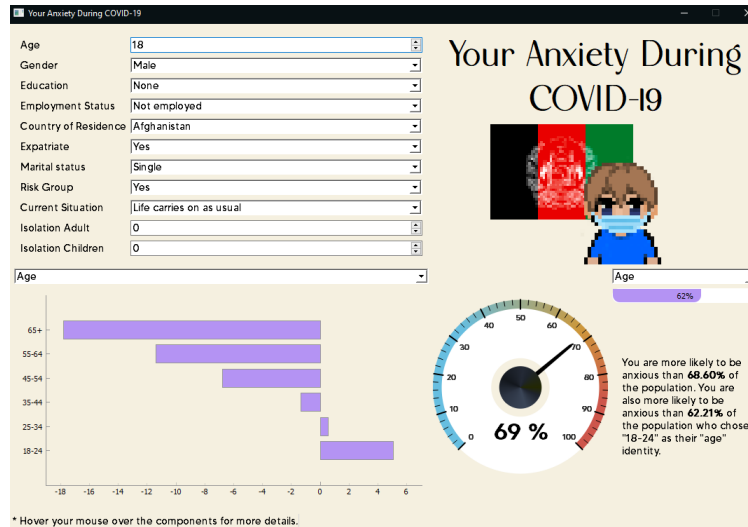 Your Anxiety During COVID-19
Your Anxiety During
COVID-19
Age 18
Gender Male
Education None
Employment Status Not employed
Country of Residence Afghanistan
Expatriate Yes
Marital status Single
Risk Group Yes
Current Situation Life carries on as usual
Isolation Adult 0
Isolation Children 0
Age
Age
62%
65+
55-64
45-54
35-44
25-34
18-24
-18 -16 -14 -12 -10 -8 -6 -4 -2 0 2 4 6
0 10 20 30 40 50 60 70 80 90 100
69 %
You are more likely to be
anxious than 68.60% of
the population. You are
also more likely to be
anxious than 62.21% of
the population who chose
"18-24" as their "age"
identity.
* Hover your mouse over the components for more details.